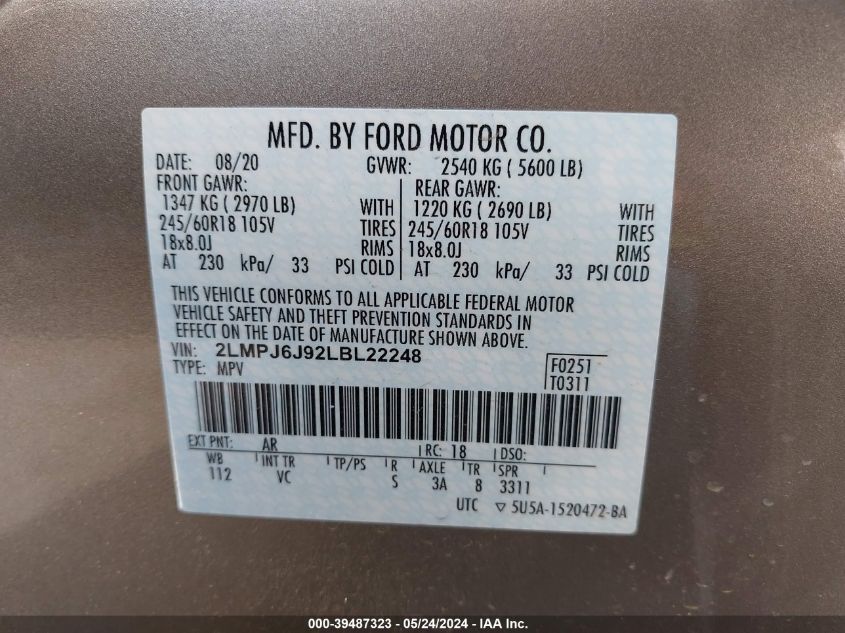 MFD. BY FORD MOTOR CO.
DATE: 08/20 GVWR: 2540 KG ( 5600 LB)
FRONT GAWR: REAR GAWR:
1347 KG ( 2970 LB) WITH 1220 KG ( 2690 LB) WITH
245/60R18 105V TIRES 245/60R18 105V TIRES
18x8.0J RIMS 18x8.0J RIMS
AT 230 kPa/ 33 PSI COLD AT 230 kPa/ 33 PSI COLD
THIS VEHICLE CONFORMS TO ALL APPLICABLE FEDERAL MOTOR
VEHICLE SAFETY AND THEFT PREVENTION STANDARDS IN
EFFECT ON THE DATE OF MANUFACTURE SHOWN ABOVE.
VIN: 2LMPJ6J92LBL22248 F0251
TYPE: MPV T0311
EXT PNT: AR RC: 18 DSO:
WB INT TR TP/PS R AXLE TR SPR
112 VC S 3A 8 3311
UTC ▽ 5U5A-1520472-BA
000-39487323 - 05/24/2024 - IAA Inc.